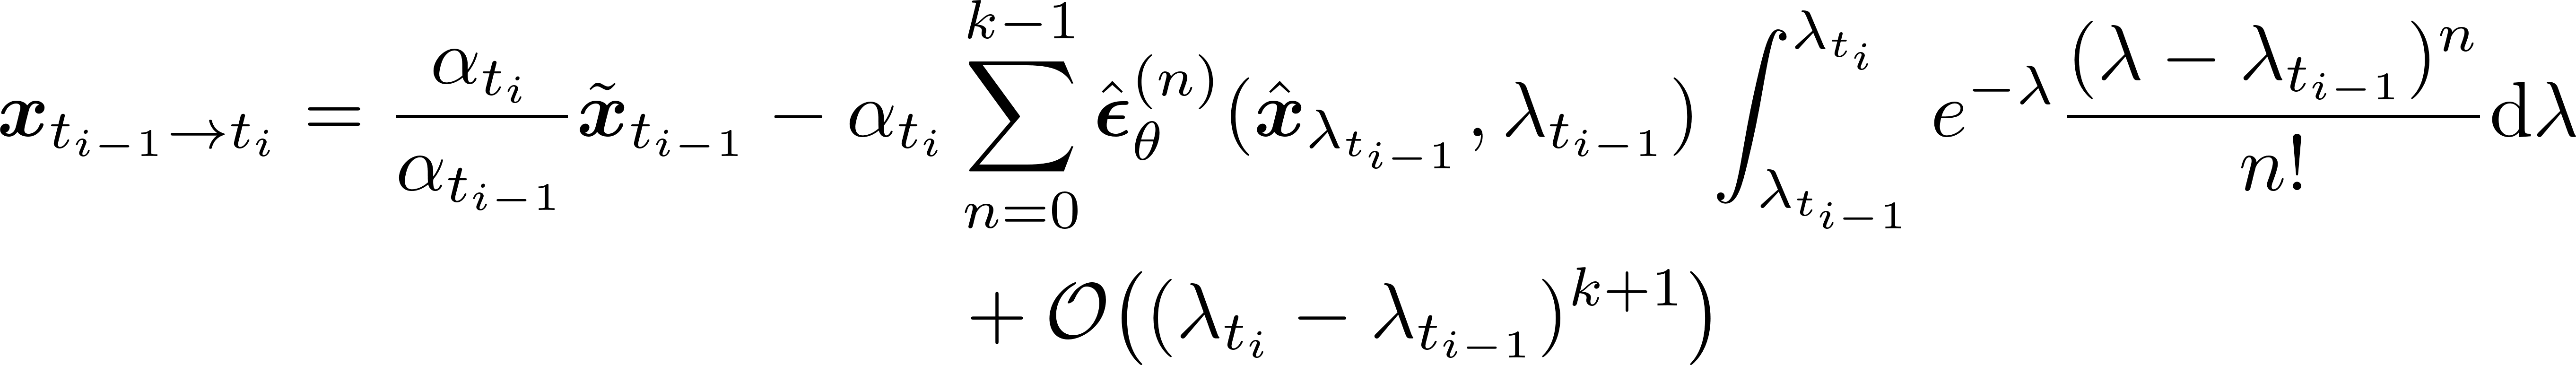 \boldsymbol{x}_{t_{i-1} \to t_i} = \frac{\alpha_{t_i}}{\alpha_{t_{i-1}}} \tilde{\boldsymbol{x}}_{t_{i-1}} - \alpha_{t_i} \sum_{n=0}^{k-1} \hat{\boldsymbol{\epsilon}}_\theta^{(n)}(\hat{\boldsymbol{x}}_{\lambda_{t_{i-1}}}, \lambda_{t_{i-1}}) \int_{\lambda_{t_{i-1}}}^{\lambda_{t_i}} e^{-\lambda} \frac{(\lambda - \lambda_{t_{i-1}})^n}{n!} \mathrm{d}\lambda
+ \mathcal{O}\big((\lambda_{t_i} - \lambda_{t_{i-1}})^{k+1}\big)